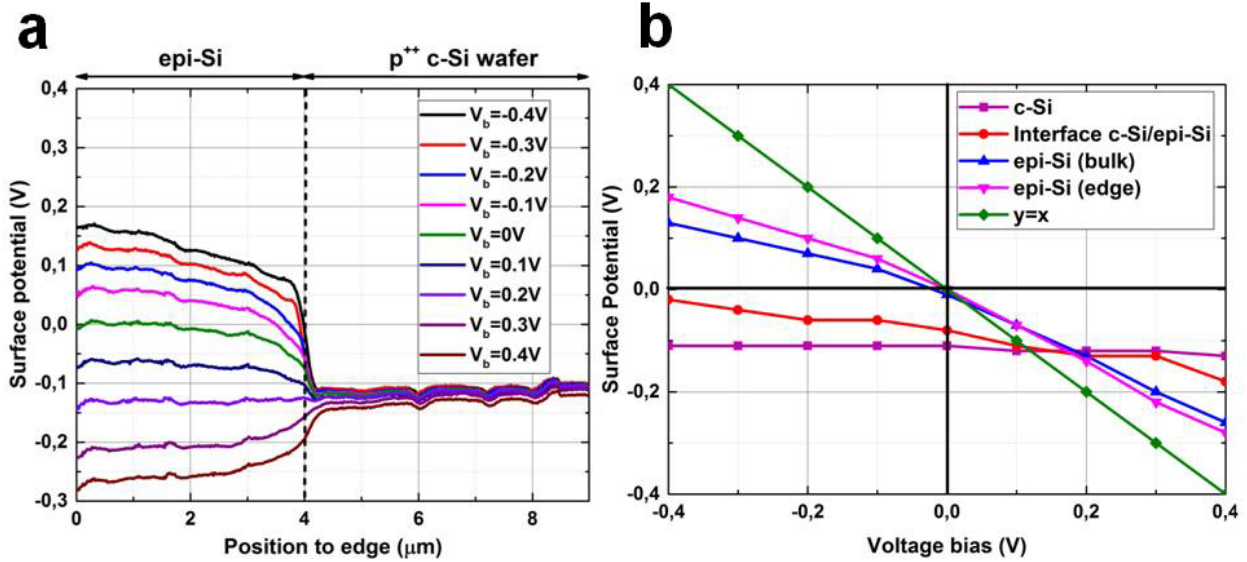 a
epi-Si
p++ c-Si wafer
0,4
0,3
0,2
0,1
0,0
-0,1
-0,2
-0,3
Surface potential (V)
Vb=-0.4V
Vb=-0.3V
Vb=-0.2V
Vb=-0.1V
Vb=0V
Vb=0.1V
Vb=0.2V
Vb=0.3V
Vb=0.4V
0 2 4 6 8
Position to edge (μm)
b
0,4
0,2
0,0
-0,2
-0,4
Surface Potential (V)
c-Si
Interface c-Si/epi-Si
epi-Si (bulk)
epi-Si (edge)
y=x
-0,4 -0,2 0,0 0,2 0,4
Voltage bias (V)